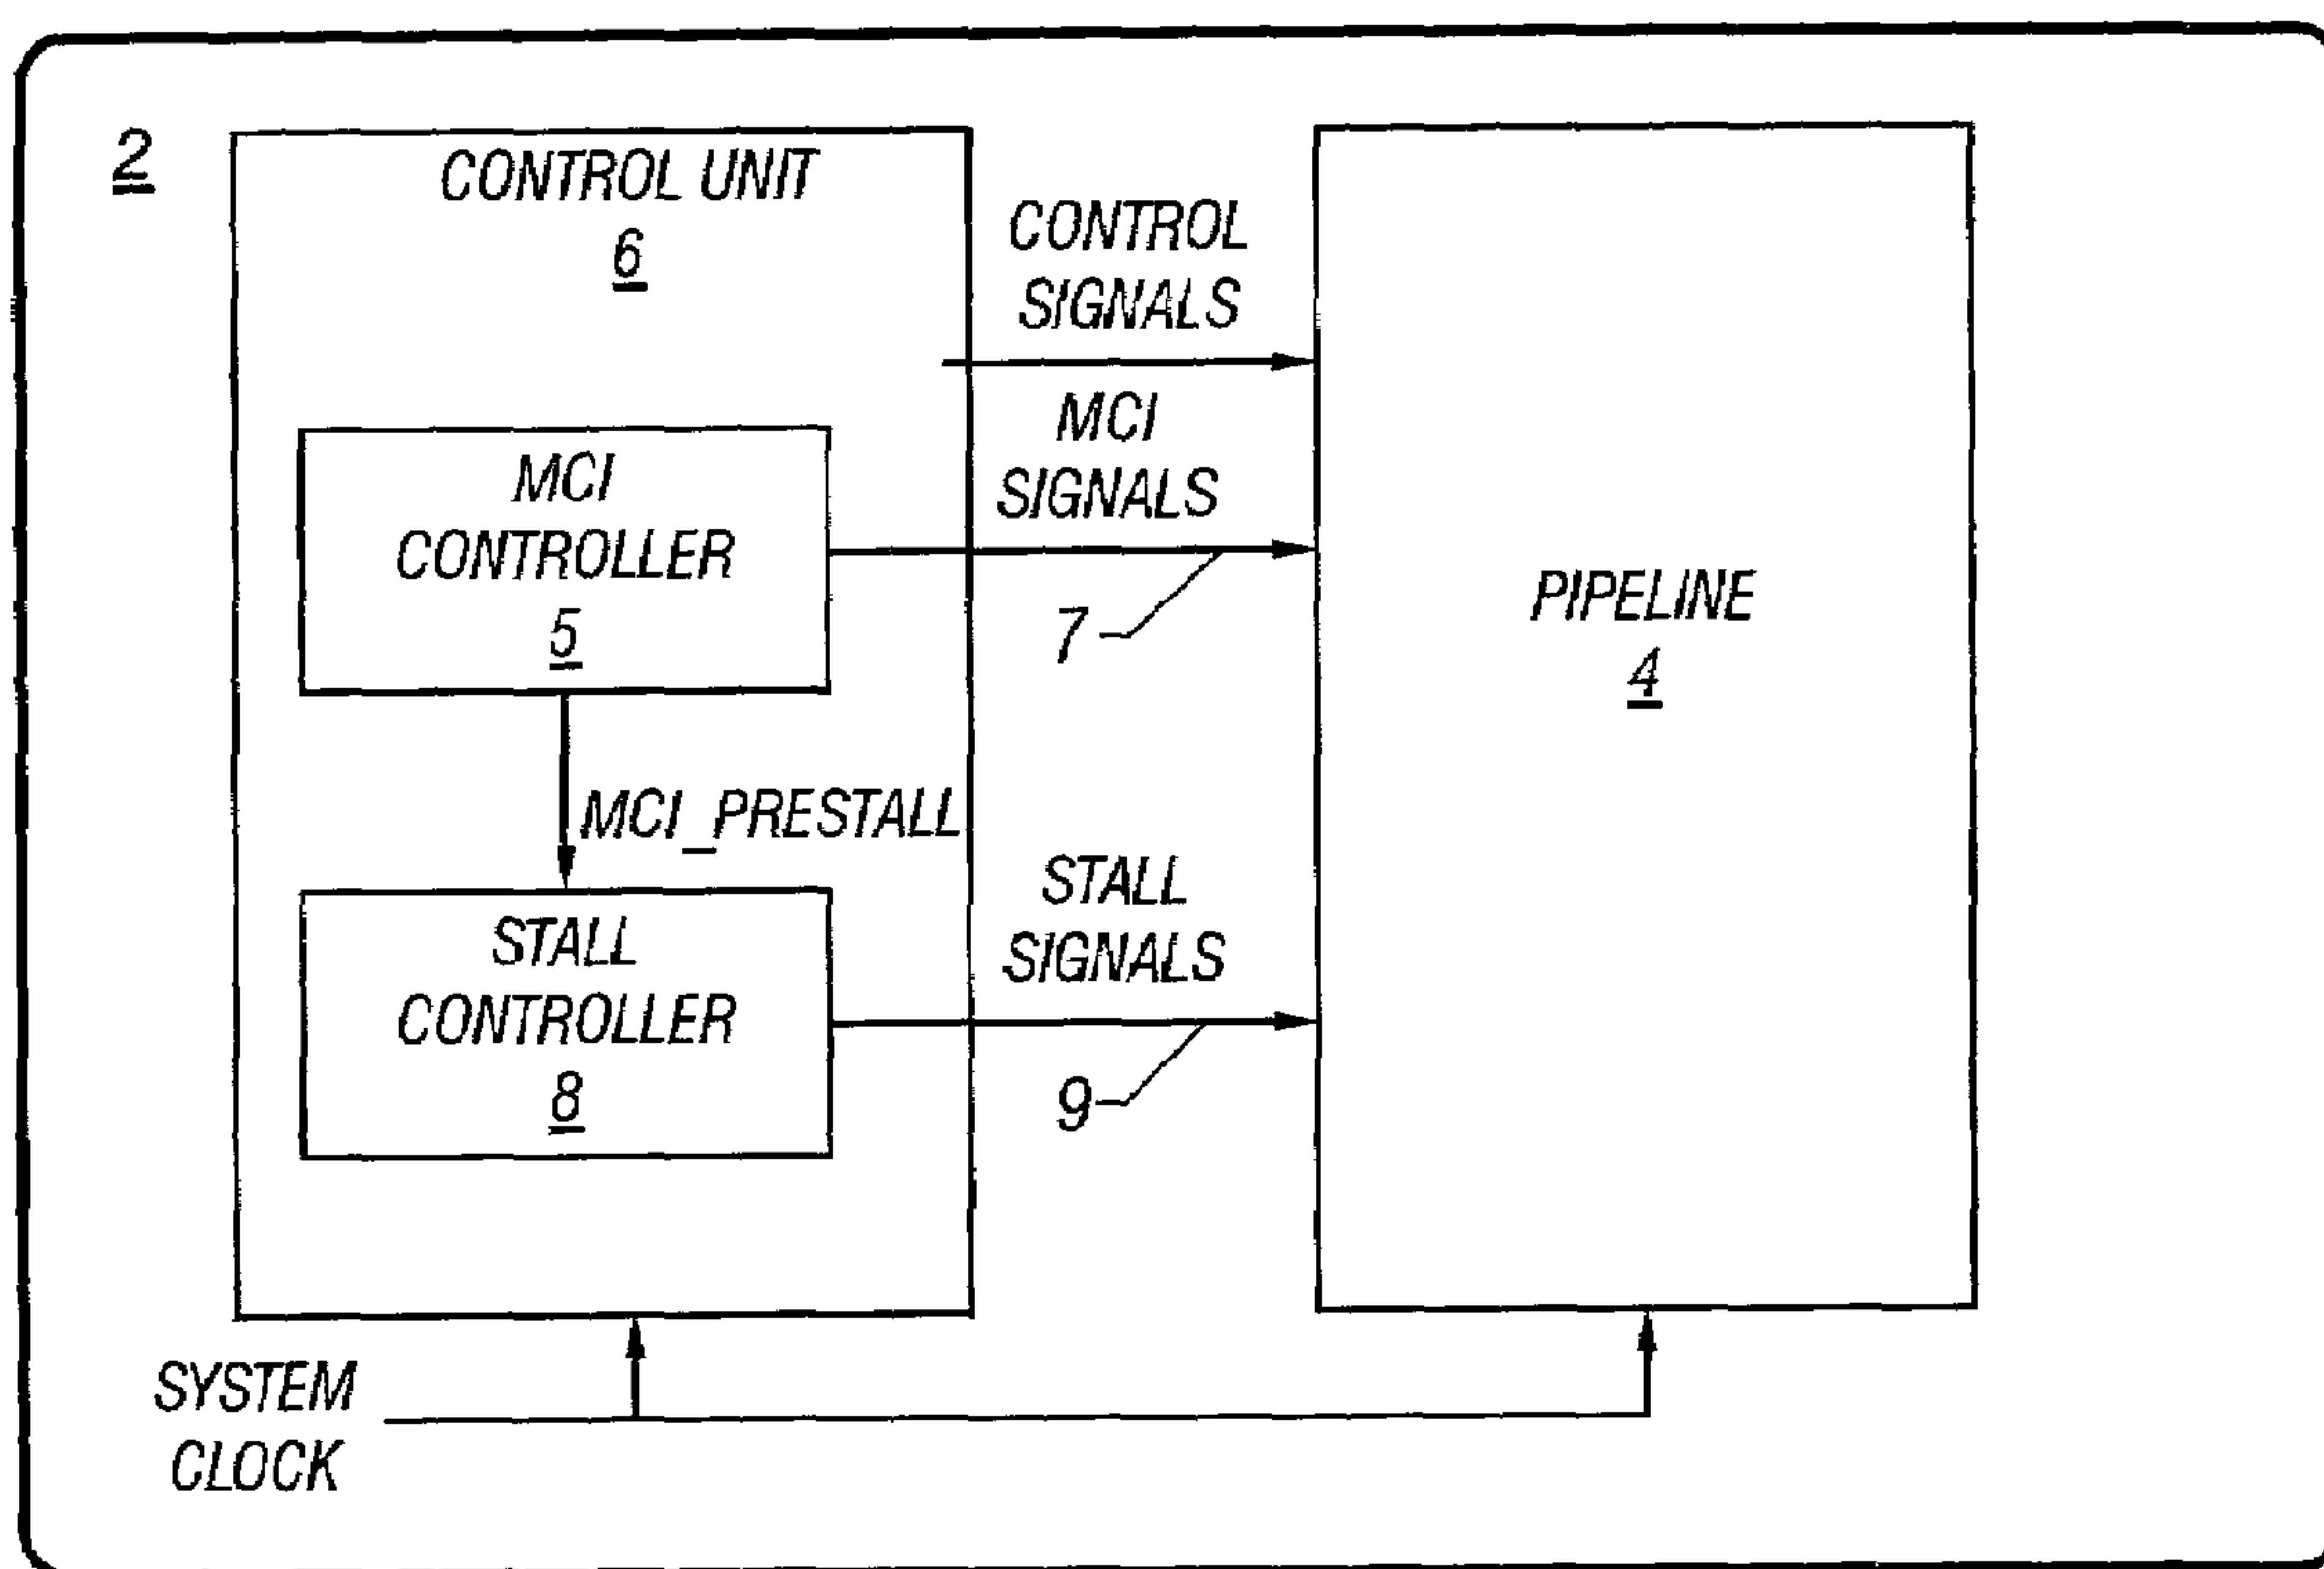 2
CONTROL UNIT
6
CONTROL
SIGNALS
MCI
SIGNALS
7
MCI
CONTROLLER
5
MCI_PRESTALL
STALL
CONTROLLER
8
STALL
SIGNALS
9
PIPELINE
4
SYSTEM
CLOCK